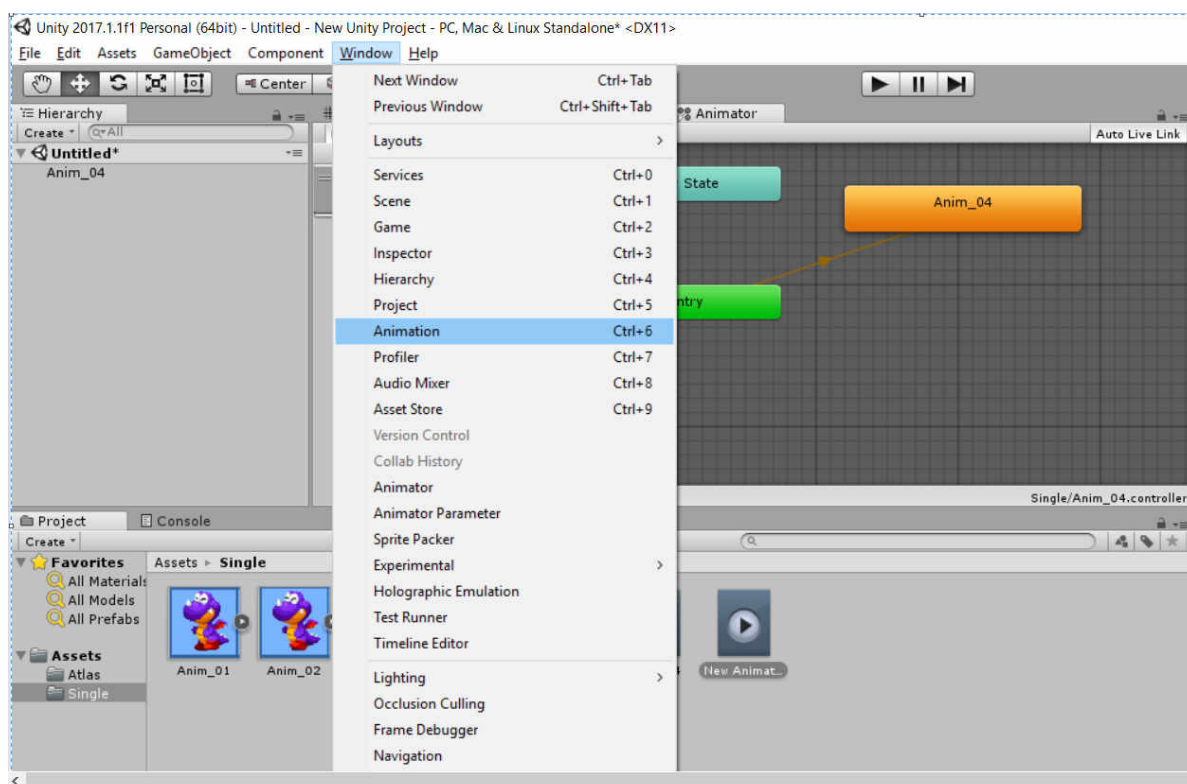 Unity 2017.1.1f1 Personal (64bit) - Untitled - New Unity Project - PC, Mac & Linux Standalone* <DX11>
File Edit Assets GameObject Component Window Help
Center
Hierarchy
Create All
Untitled*
Anim_04
Next Window Ctrl+Tab
Previous Window Ctrl+Shift+Tab
Layouts
Services Ctrl+0
Scene Ctrl+1
Game Ctrl+2
Inspector Ctrl+3
Hierarchy Ctrl+4
Project Ctrl+5
Animation Ctrl+6
Profiler Ctrl+7
Audio Mixer Ctrl+8
Asset Store Ctrl+9
Version Control
Collab History
Animator
Animator Parameter
Sprite Packer
Experimental
Holographic Emulation
Test Runner
Timeline Editor
Lighting
Occlusion Culling
Frame Debugger
Navigation
Animator
Auto Live Link
State
Anim_04
ntry
Single/Anim_04.controller
Project Console
Create
Favorites
All Materials
All Models
All Prefabs
Assets
Atlas
Single
Assets Single
Anim_01 Anim_02 New Animat...